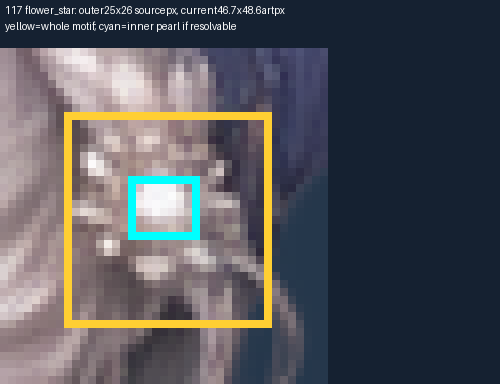 117 flower_star: outer25x26 sourcepx, current46.7x48.6artpx
yellow=whole motif; cyan=inner pearl if resolvable